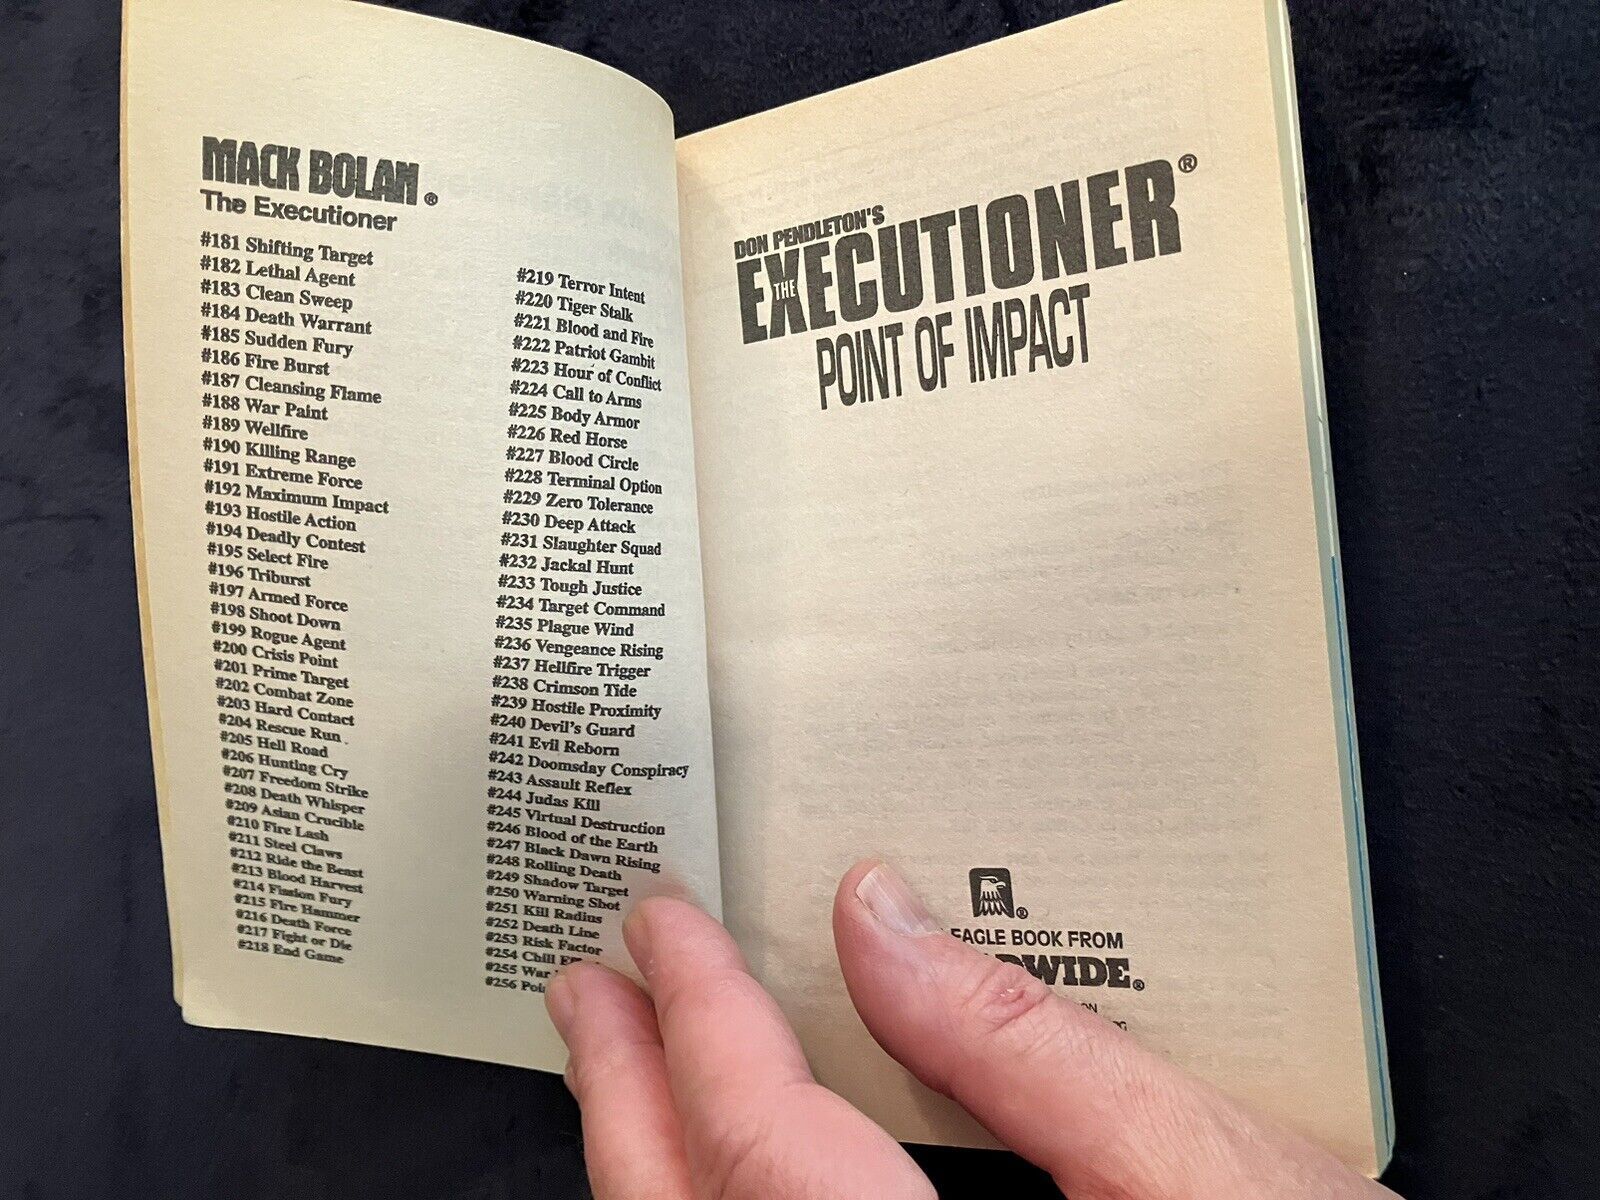 MACK BOLAN®
The Executioner
#181 Shifting Target
#182 Lethal Agent
#183 Clean Sweep
#184 Death Warrant
#185 Sudden Fury
#186 Fire Burst
#187 Cleansing Flame
#188 War Paint
#189 Wellfire
#190 Killing Range
#191 Extreme Force
#192 Maximum Impact
#193 Hostile Action
#194 Deadly Contest
#195 Select Fire
#196 Triburst
#197 Armed Force
#198 Shoot Down
#199 Rogue Agent
#200 Crisis Point
#201 Prime Target
#202 Combat Zone
#203 Hard Contact
#204 Rescue Run
#205 Hell Road
#206 Hunting Cry
#207 Freedom Strike
#208 Death Whisper
#209 Asian Crucible
#210 Fire Lash
#211 Steel Claws
#212 Ride the Beast
#213 Blood Harvest
#214 Fission Fury
#215 Fire Hammer
#216 Death Force
#217 Fight or Die
#218 End Game
#219 Terror Intent
#220 Tiger Stalk
#221 Blood and Fire
#222 Patriot Gambit
#223 Hour of Conflict
#224 Call to Arms
#225 Body Armor
#226 Red Horse
#227 Blood Circle
#228 Terminal Option
#229 Zero Tolerance
#230 Deep Attack
#231 Slaughter Squad
#232 Jackal Hunt
#233 Tough Justice
#234 Target Command
#235 Plague Wind
#236 Vengeance Rising
#237 Hellfire Trigger
#238 Crimson Tide
#239 Hostile Proximity
#240 Devil's Guard
#241 Evil Reborn
#242 Doomsday Conspiracy
#243 Assault Reflex
#244 Judas Kill
#245 Virtual Destruction
#246 Blood of the Earth
#247 Black Dawn Rising
#248 Rolling Death
#249 Shadow Target
#250 Warning Shot
#251 Kill Radius
#252 Death Line
#253 Risk Factor
#254 Chill
#255 War
#256
DON PENDLETON'S
THE EXECUTIONER®
POINT OF IMPACT
EAGLE BOOK FROM